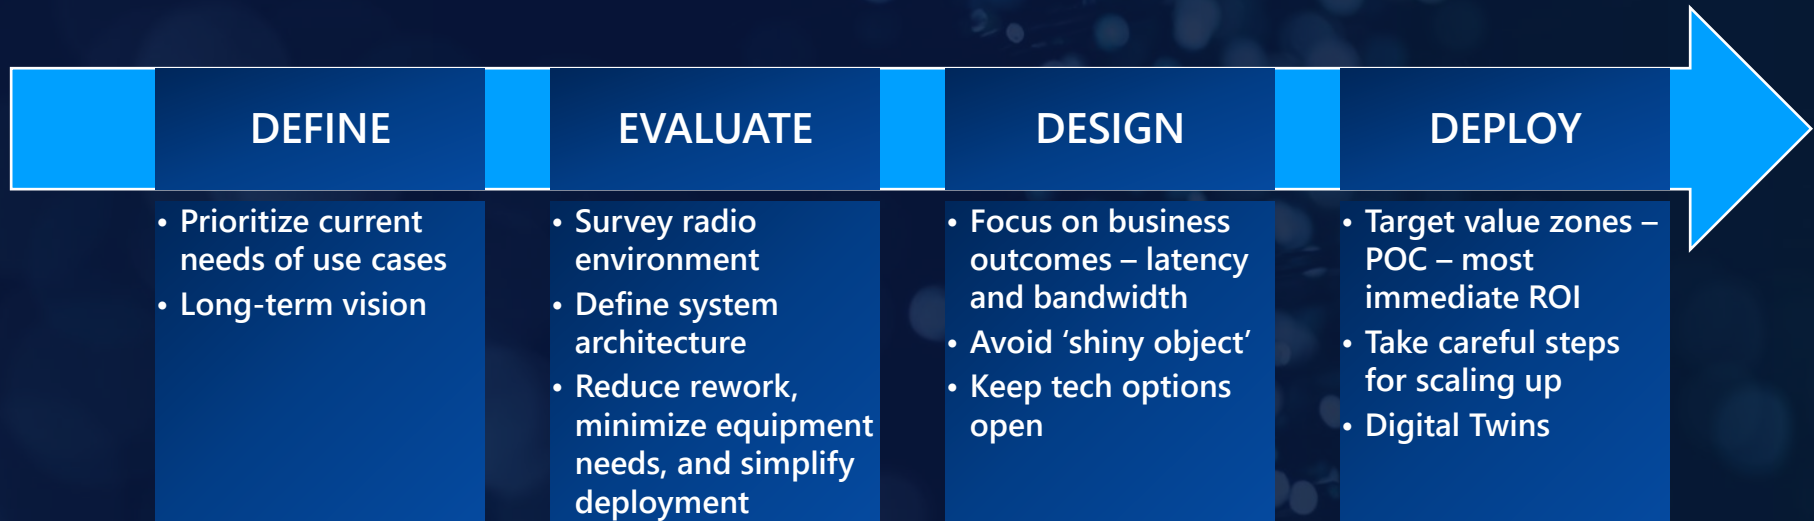 DEFINE
EVALUATE
DESIGN
DEPLOY
• Prioritize current
needs of use cases
• Long-term vision
• Survey radio
environment
• Define system
architecture
• Reduce rework,
minimize equipment
needs, and simplify
deployment
• Focus on business
outcomes – latency
and bandwidth
• Avoid ‘shiny object’
• Keep tech options
open
• Target value zones –
POC – most
immediate ROI
• Take careful steps
for scaling up
• Digital Twins